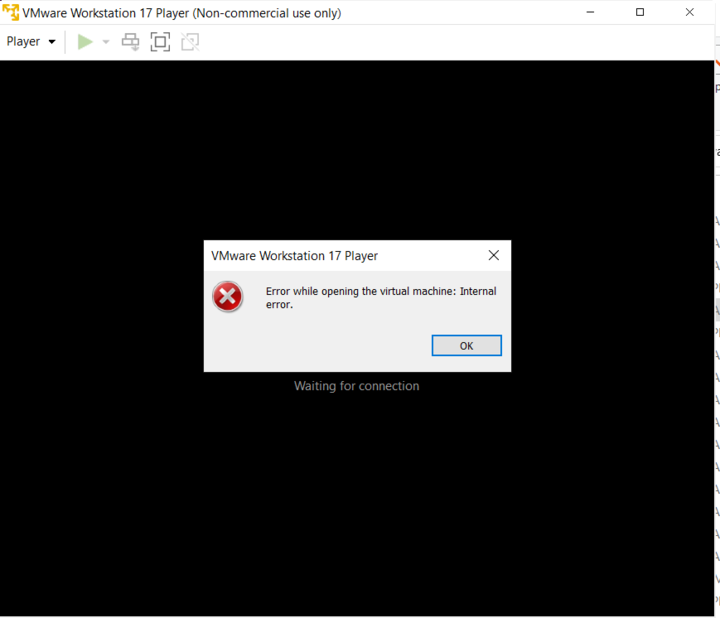 VMware Workstation 17 Player (Non-commercial use only)
Player
VMware Workstation 17 Player
Error while opening the virtual machine: Internal
error.
OK
Waiting for connection